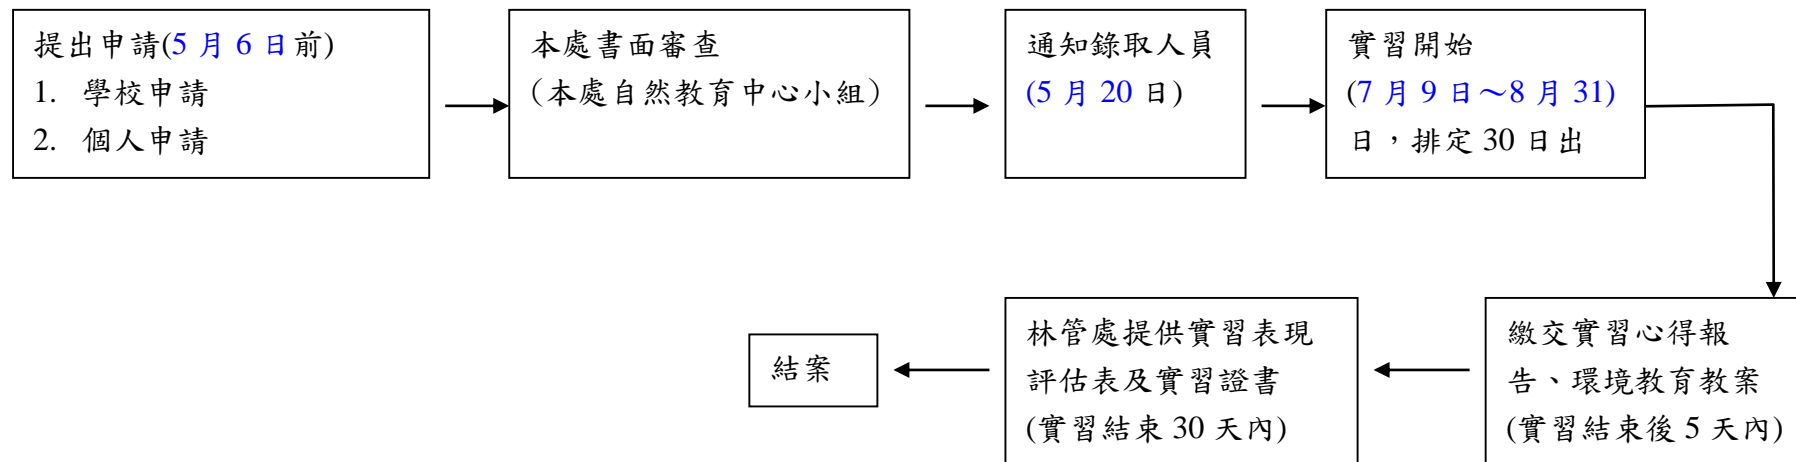 提出申請(5 月 6 日前)
1. 學校申請
2. 個人申請
本處書面審查
（本處自然教育中心小組）
通知錄取人員
(5 月 20 日)
實習開始
(7 月 9 日～8 月 31)
日，排定 30 日出
繳交實習心得報
告、環境教育教案
(實習結束後 5 天內)
林管處提供實習表現
評估表及實習證書
(實習結束 30 天內)
結案